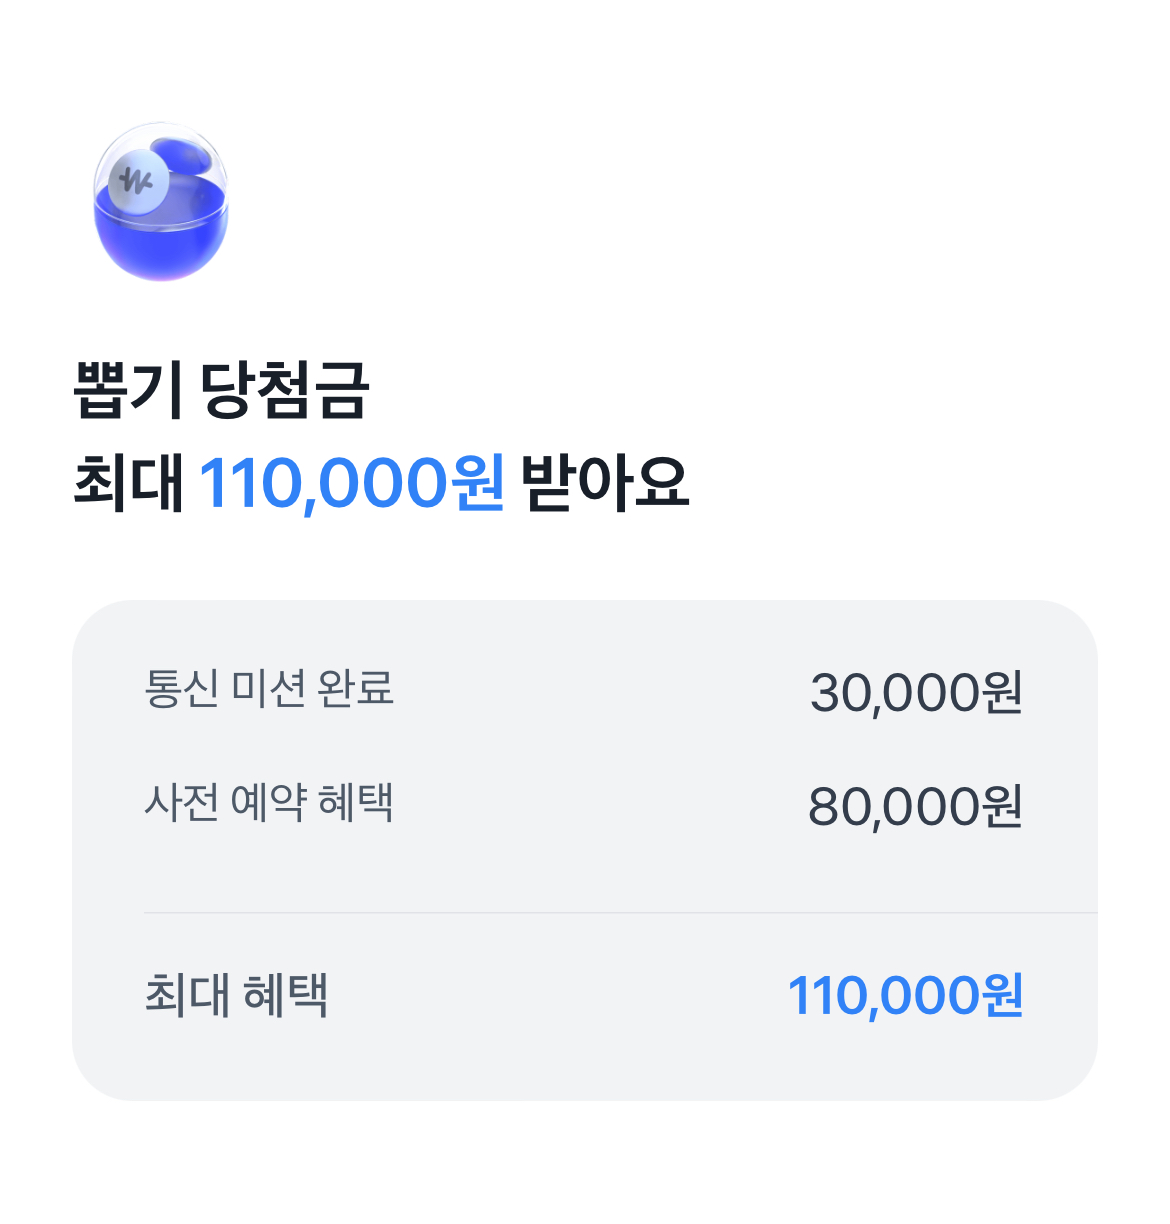 뽑기 당첨금
최대 110,000원 받아요
통신 미션 완료 30,000원
사전 예약 혜택 80,000원
최대 혜택 110,000원